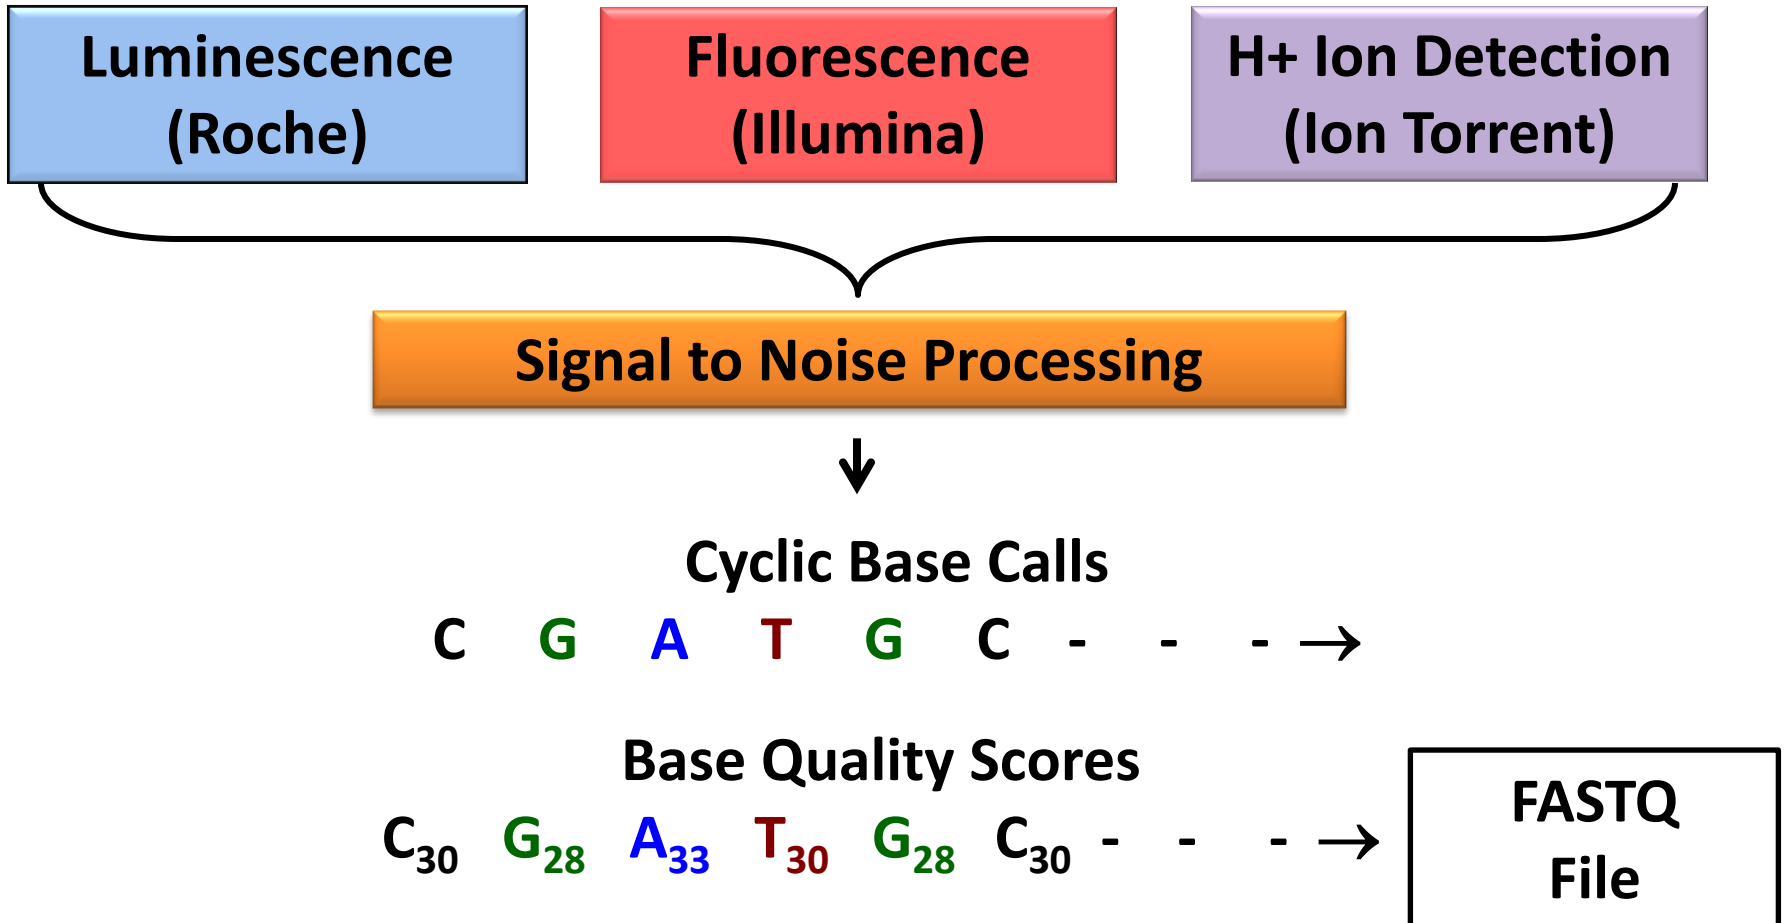 Luminescence
(Roche)
Fluorescence
(Illumina)
H+ Ion Detection
(Ion Torrent)
Signal to Noise Processing
Cyclic Base Calls
C G A T G C - - - →
Base Quality Scores
C30 G28 A33 T30 G28 C30 - - - →
FASTQ
File